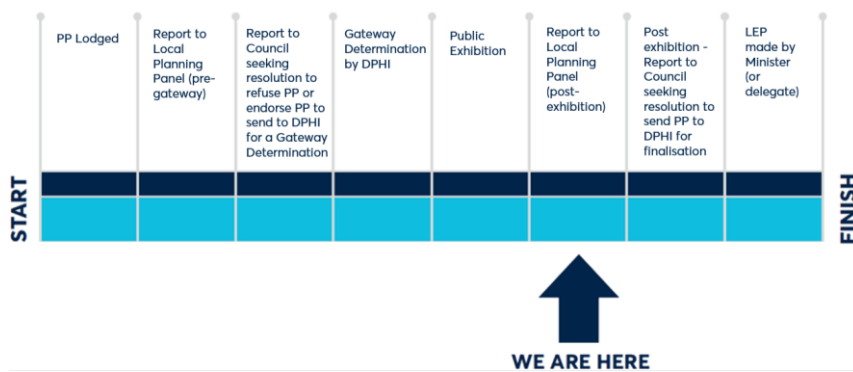 START
PP Lodged
Report to
Local
Planning
Panel (pre-
gateway)
Report to
Council
seeking
resolution to
refuse PP or
endorse PP to
send to DPHI
for a Gateway
Determination
Gateway
Determination
by DPHI
Public
Exhibition
Report to
Local
Planning
Panel
(post-
exhibition)
Post
exhibition -
Report to
Council
seeking
resolution to
send PP to
DPHI for
finalisation
LEP
made by
Minister
(or
delegate)
FINISH
WE ARE HERE